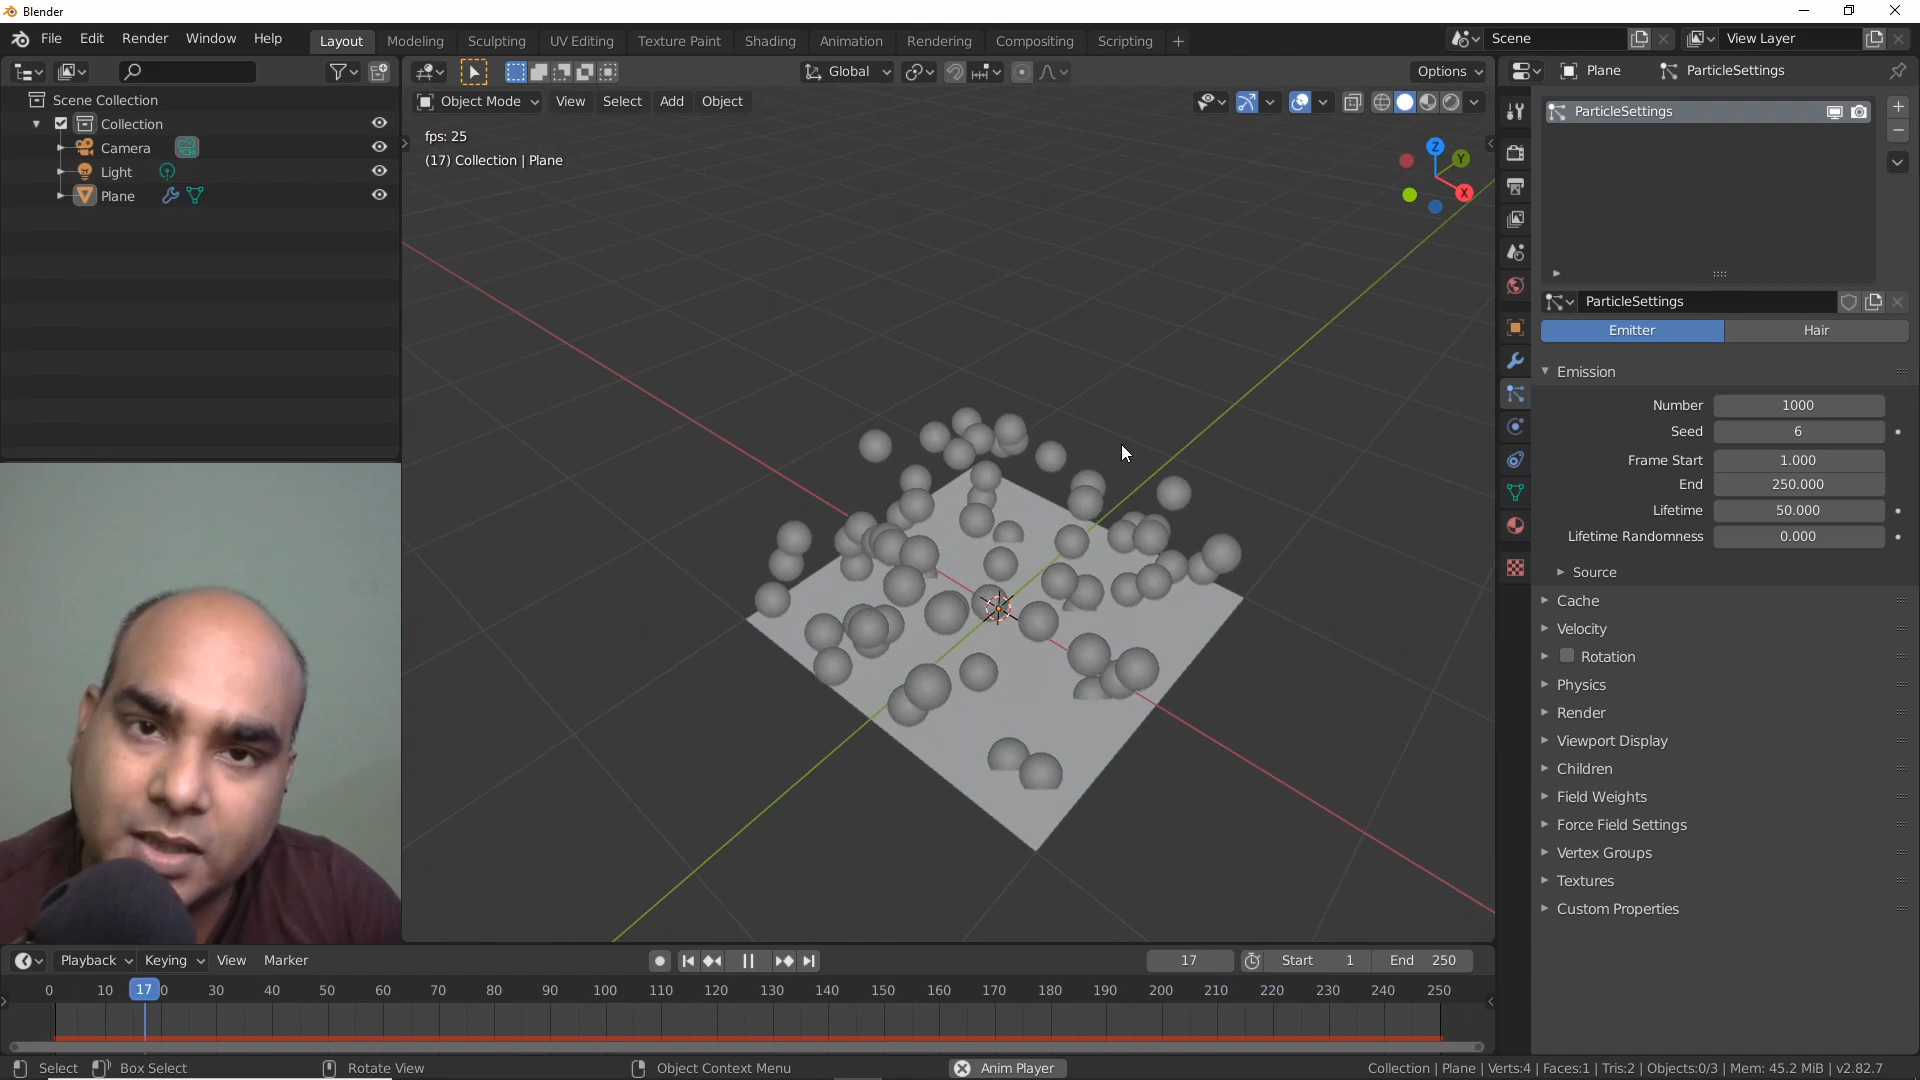 Blender
File Edit Render Window Help
Layout Modeling Sculpting UV Editing Texture Paint Shading Animation Rendering Compositing Scripting +
Scene
View Layer
Global
Options
Plane
ParticleSettings
Object Mode View Select Add Object
Scene Collection
Collection
Camera
Light
Plane
fps: 25
(17) Collection | Plane
Z
Y
X
ParticleSettings
ParticleSettings
Emitter Hair
Emission
Number 1000
Seed 6
Frame Start 1.000
End 250.000
Lifetime 50.000
Lifetime Randomness 0.000
Source
Cache
Velocity
Rotation
Physics
Render
Viewport Display
Children
Field Weights
Force Field Settings
Vertex Groups
Textures
Custom Properties
Playback Keying View Marker
17
Start 1
End 250
0 10 17 0 30 40 50 60 70 80 90 100 110 120 130 140 150 160 170 180 190 200 210 220 230 240 250
Select Box Select Rotate View Object Context Menu Anim Player
Collection | Plane | Verts:4 | Faces:1 | Tris:2 | Objects:0/3 | Mem: 45.2 MiB | v2.82.7